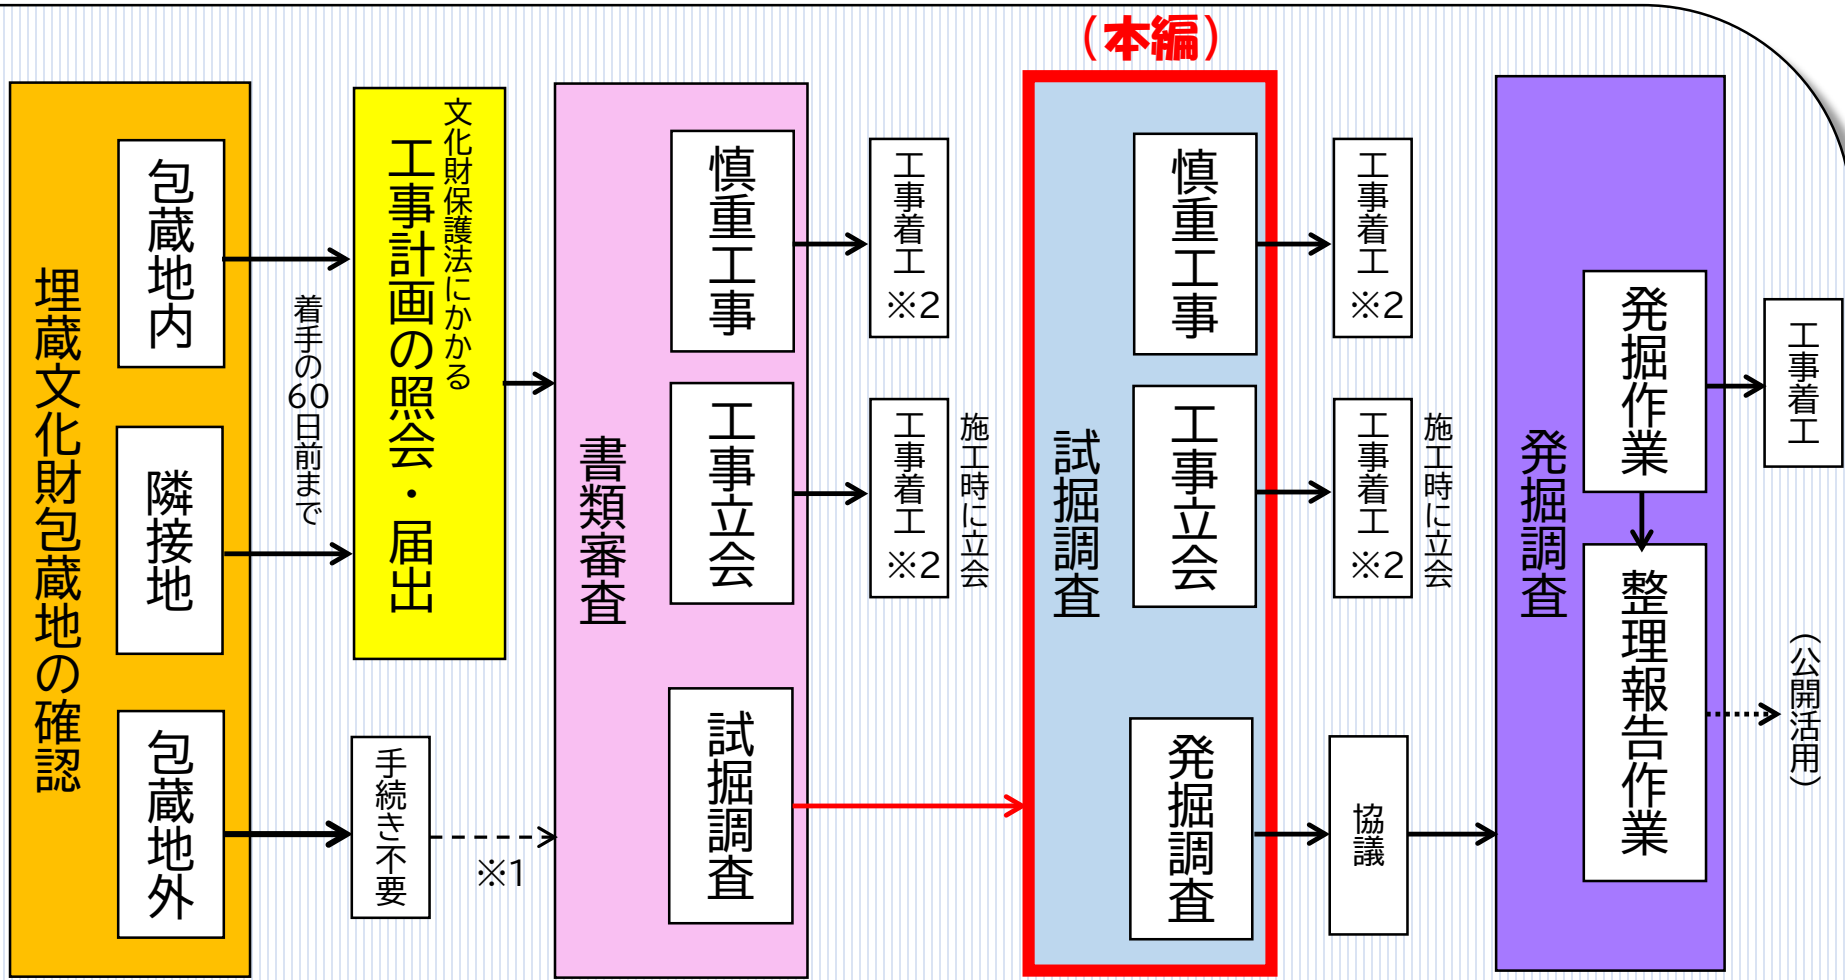 （本編）
埋蔵文化財包蔵地の確認
包蔵地内
隣接地
包蔵地外
着手の60日前まで
文化財保護法にかかる
工事計画の照会・届出
手続き不要
※1
書類審査
慎重工事
工事立会
試掘調査
工事着工
※2
工事着工
※2
施工時に立会
試掘調査
慎重工事
工事立会
発掘調査
工事着工
※2
工事着工
※2
施工時に立会
協議
発掘調査
発掘作業
整理報告作業
工事着工
（公開活用）